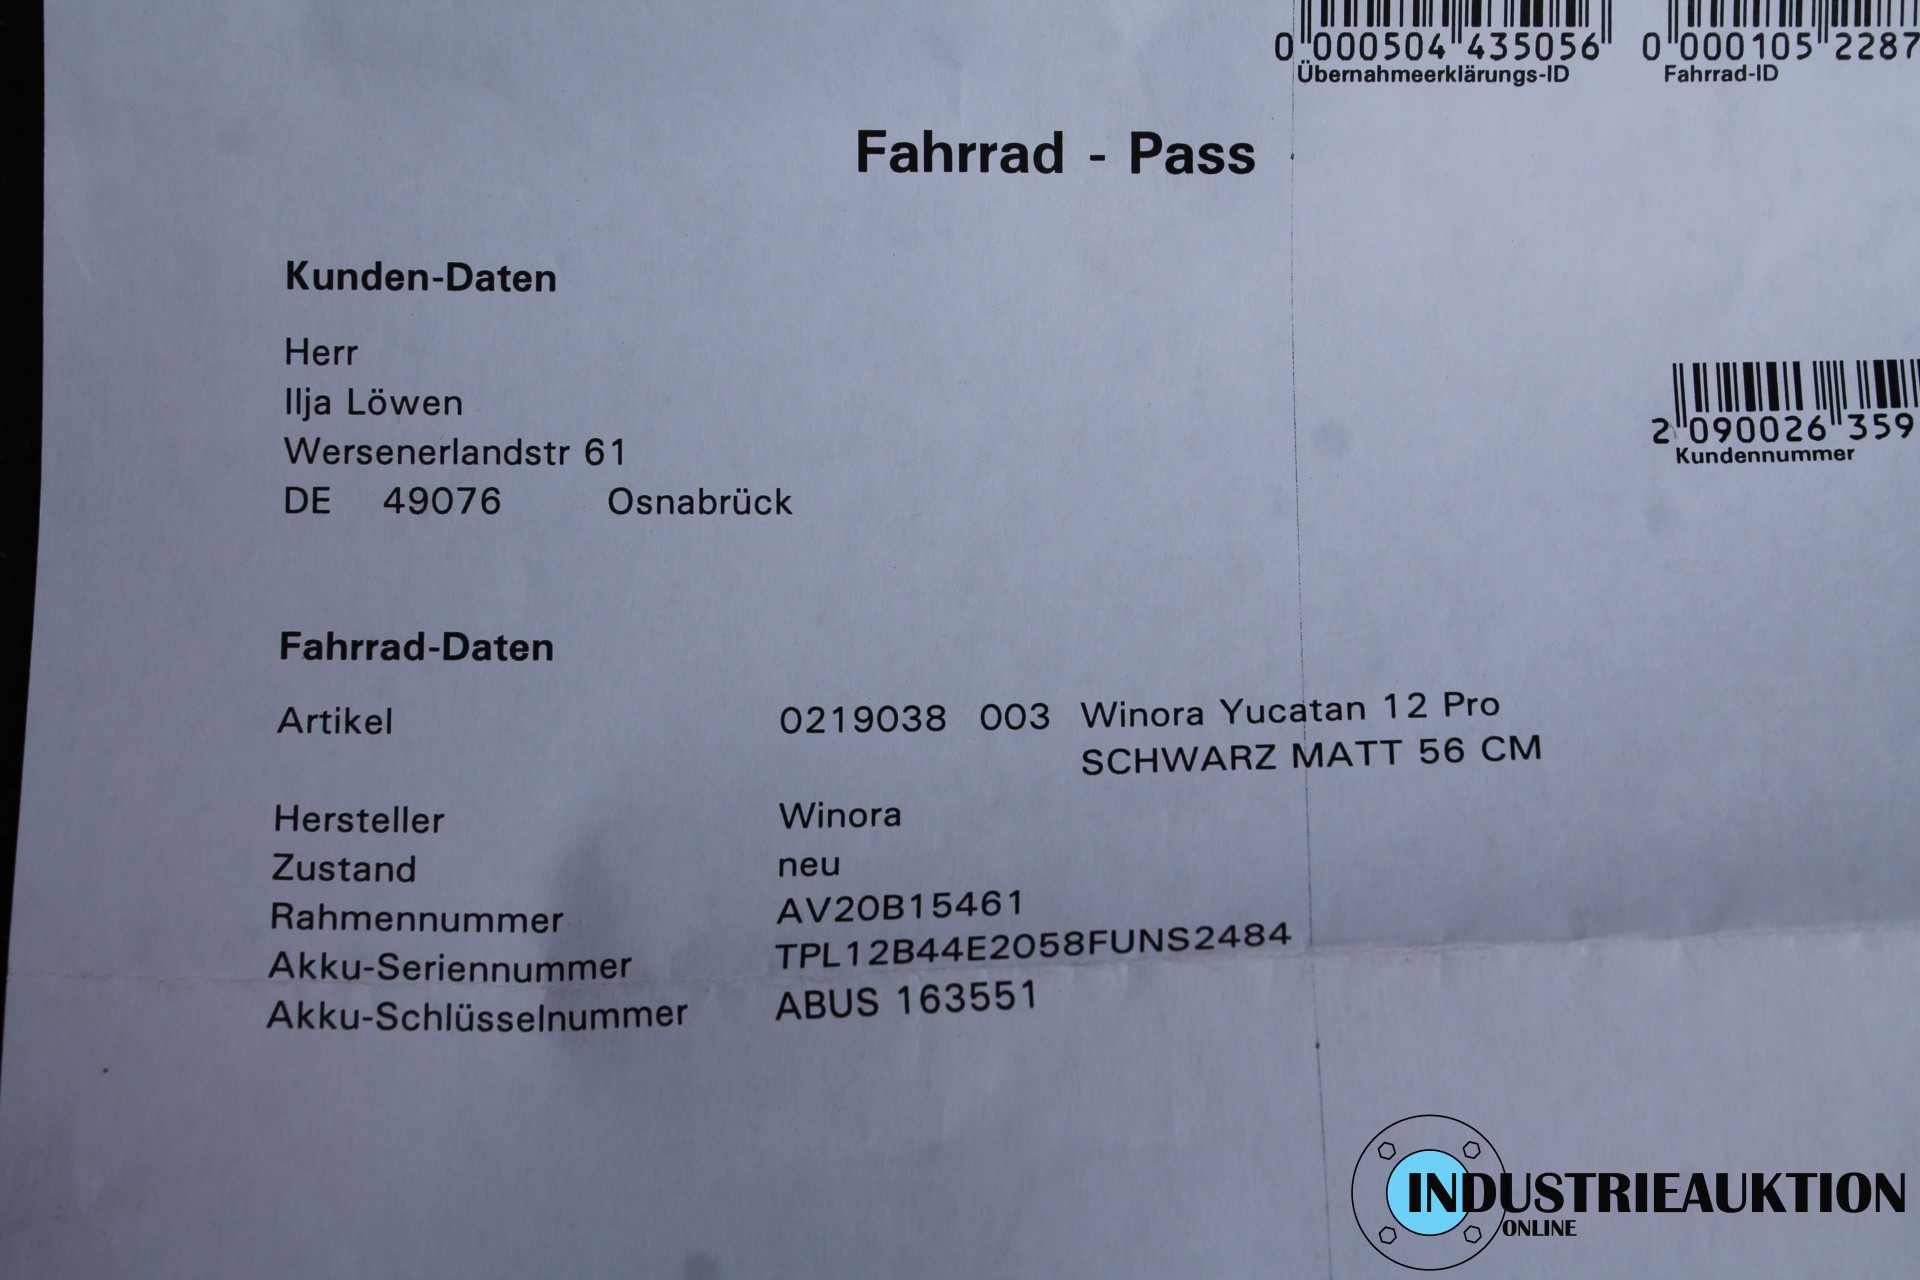 0 000504 435056
Übernahmeerklärungs-ID
0 000105 2287
Fahrrad-ID
Fahrrad - Pass
Kunden-Daten
Herr
Ilja Löwen
Wersenerlandstr 61
DE 49076 Osnabrück
2 090026 359
Kundennummer
Fahrrad-Daten
Artikel 0219038 003 Winora Yucatan 12 Pro
SCHWARZ MATT 56 CM
Hersteller Winora
Zustand neu
Rahmennummer AV20B15461
Akku-Seriennummer TPL12B44E2058FUNS2484
Akku-Schlüsselnummer ABUS 163551
INDUSTRIEAUKTION
ONLINE